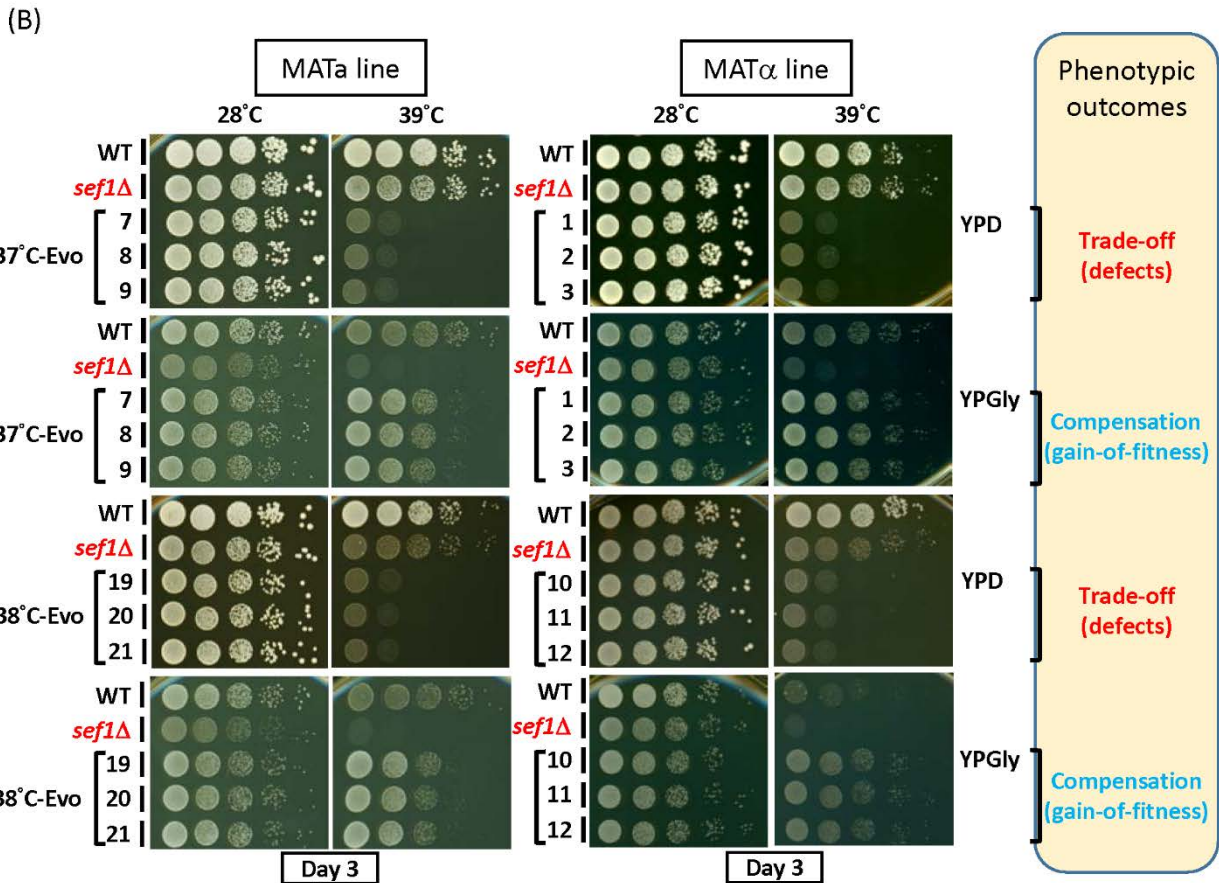 (B)
MATa line
MATα line
Phenotypic
outcomes
28°C
39°C
28°C
39°C
WT
sef1Δ
37°C-Evo
7
8
9
WT
sef1Δ
1
2
3
YPD
Trade-off
(defects)
WT
sef1Δ
37°C-Evo
7
8
9
WT
sef1Δ
1
2
3
YPGly
Compensation
(gain-of-fitness)
WT
sef1Δ
38°C-Evo
19
20
21
WT
sef1Δ
10
11
12
YPD
Trade-off
(defects)
WT
sef1Δ
38°C-Evo
19
20
21
WT
sef1Δ
10
11
12
YPGly
Compensation
(gain-of-fitness)
Day 3
Day 3